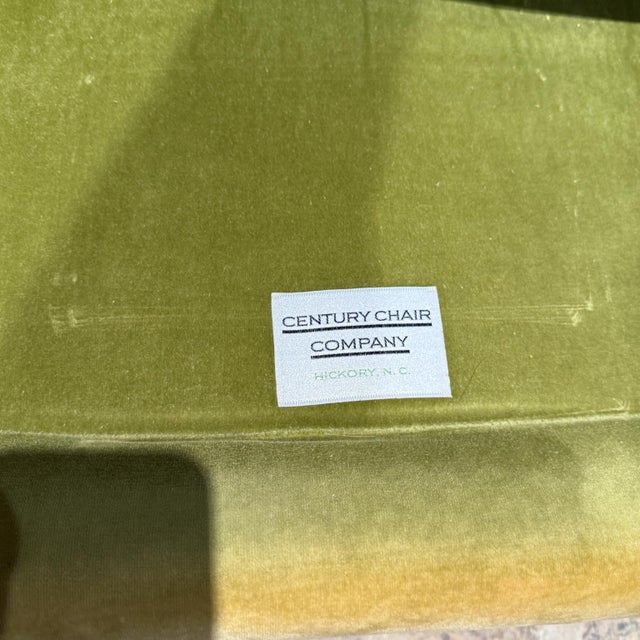 CENTURY CHAIR
COMPANY
HICKORY, N. C.